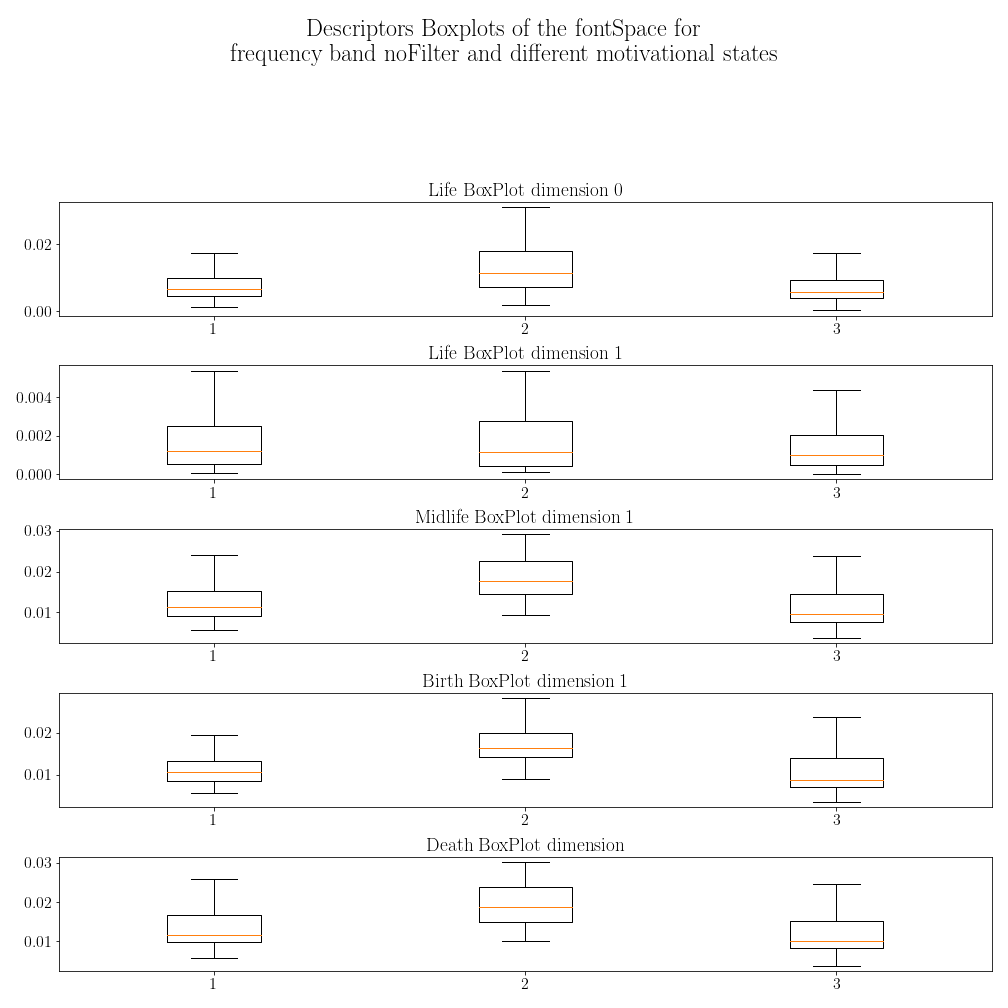 Descriptors Boxplots of the fontSpace for
frequency band noFilter and different motivational states
Life BoxPlot dimension 0
0.02
0.00
1 2 3
Life BoxPlot dimension 1
0.004
0.002
0.000
1 2 3
Midlife BoxPlot dimension 1
0.03
0.02
0.01
1 2 3
Birth BoxPlot dimension 1
0.02
0.01
1 2 3
Death BoxPlot dimension
0.03
0.02
0.01
1 2 3